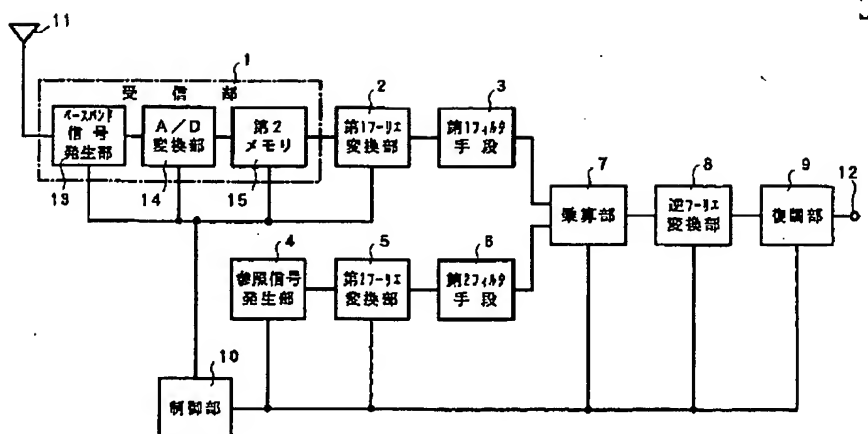 11
1
受信部
ベースバンド
信号
発生部
13
A/D
変換部
14
第2
メモリ
15
2
第1フーリエ
変換部
3
第1フィルタ
手段
4
参照信号
発生部
5
第2フーリエ
変換部
6
第2フィルタ
手段
7
乗算部
8
逆フーリエ
変換部
9
復調部
12
10
制御部